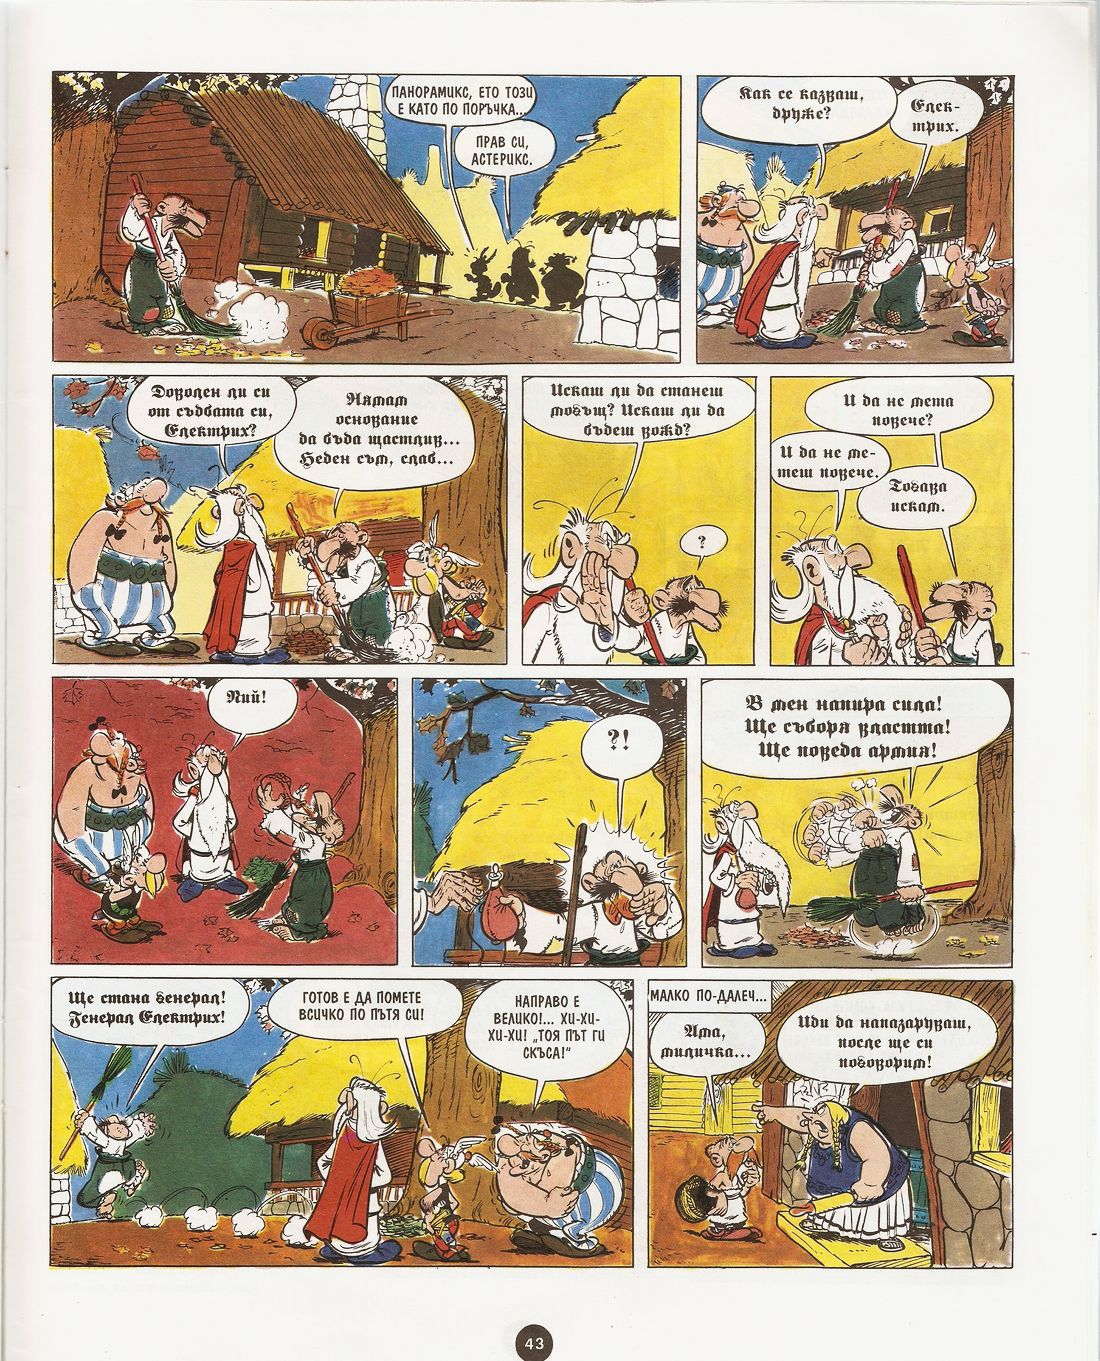 ПАНОРАМИКС, ЕТО ТОЗИ
Е КАТО ПО ПОРЪЧКА...
ПРАВ СИ,
АСТЕРИКС.
Как се казваш,
друже?
Елек-
трих.
Доволен ли си
от съдбата си,
Електрих?
Нямам
основание
да бъда щастлив...
Беден съм, слаб...
Искаш ли да станеш
могъщ? Искаш ли да
бъдеш вожд?
?
И да не мета
повече?
И да не ме-
теш повече.
Тогава
искам.
Пий!
?!
В мен напира сила!
Ще съборя властта!
Ще поведа армия!
Ще стана генерал!
Генерал Електрих!
ГОТОВ Е ДА ПОМЕТЕ
ВСИЧКО ПО ПЪТЯ СИ!
НАПРАВО Е
ВЕЛИКО!... ХИ-ХИ-
ХИ-ХИ! „ТОЯ ПЪТ ГИ
СКЪСА!“
МАЛКО ПО-ДАЛЕЧ...
Ама,
миличка...
Иди да напазаруваш,
после ще си
поговорим!
43